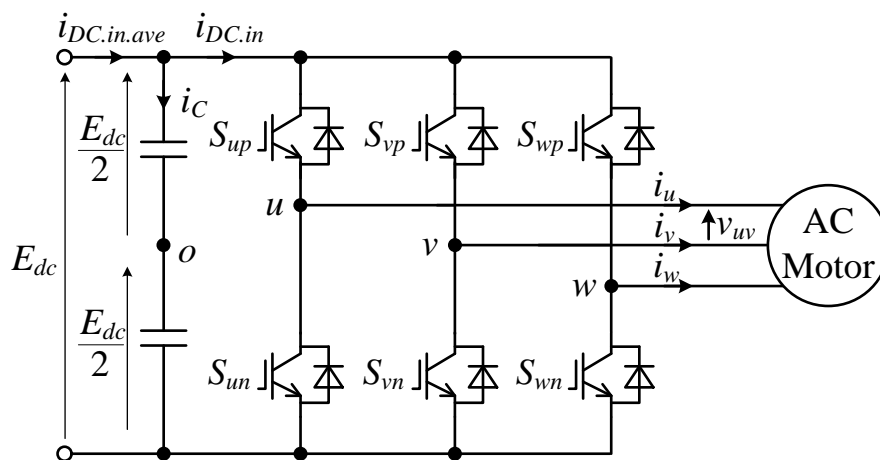 i_{DC.in.ave} i_{DC.in}
i_C
E_{dc}/2
S_{up} S_{vp} S_{wp}
i_u
u
v_{uv}
i_v
AC
Motor
E_{dc}
o
v
i_w
w
E_{dc}/2
S_{un} S_{vn} S_{wn}